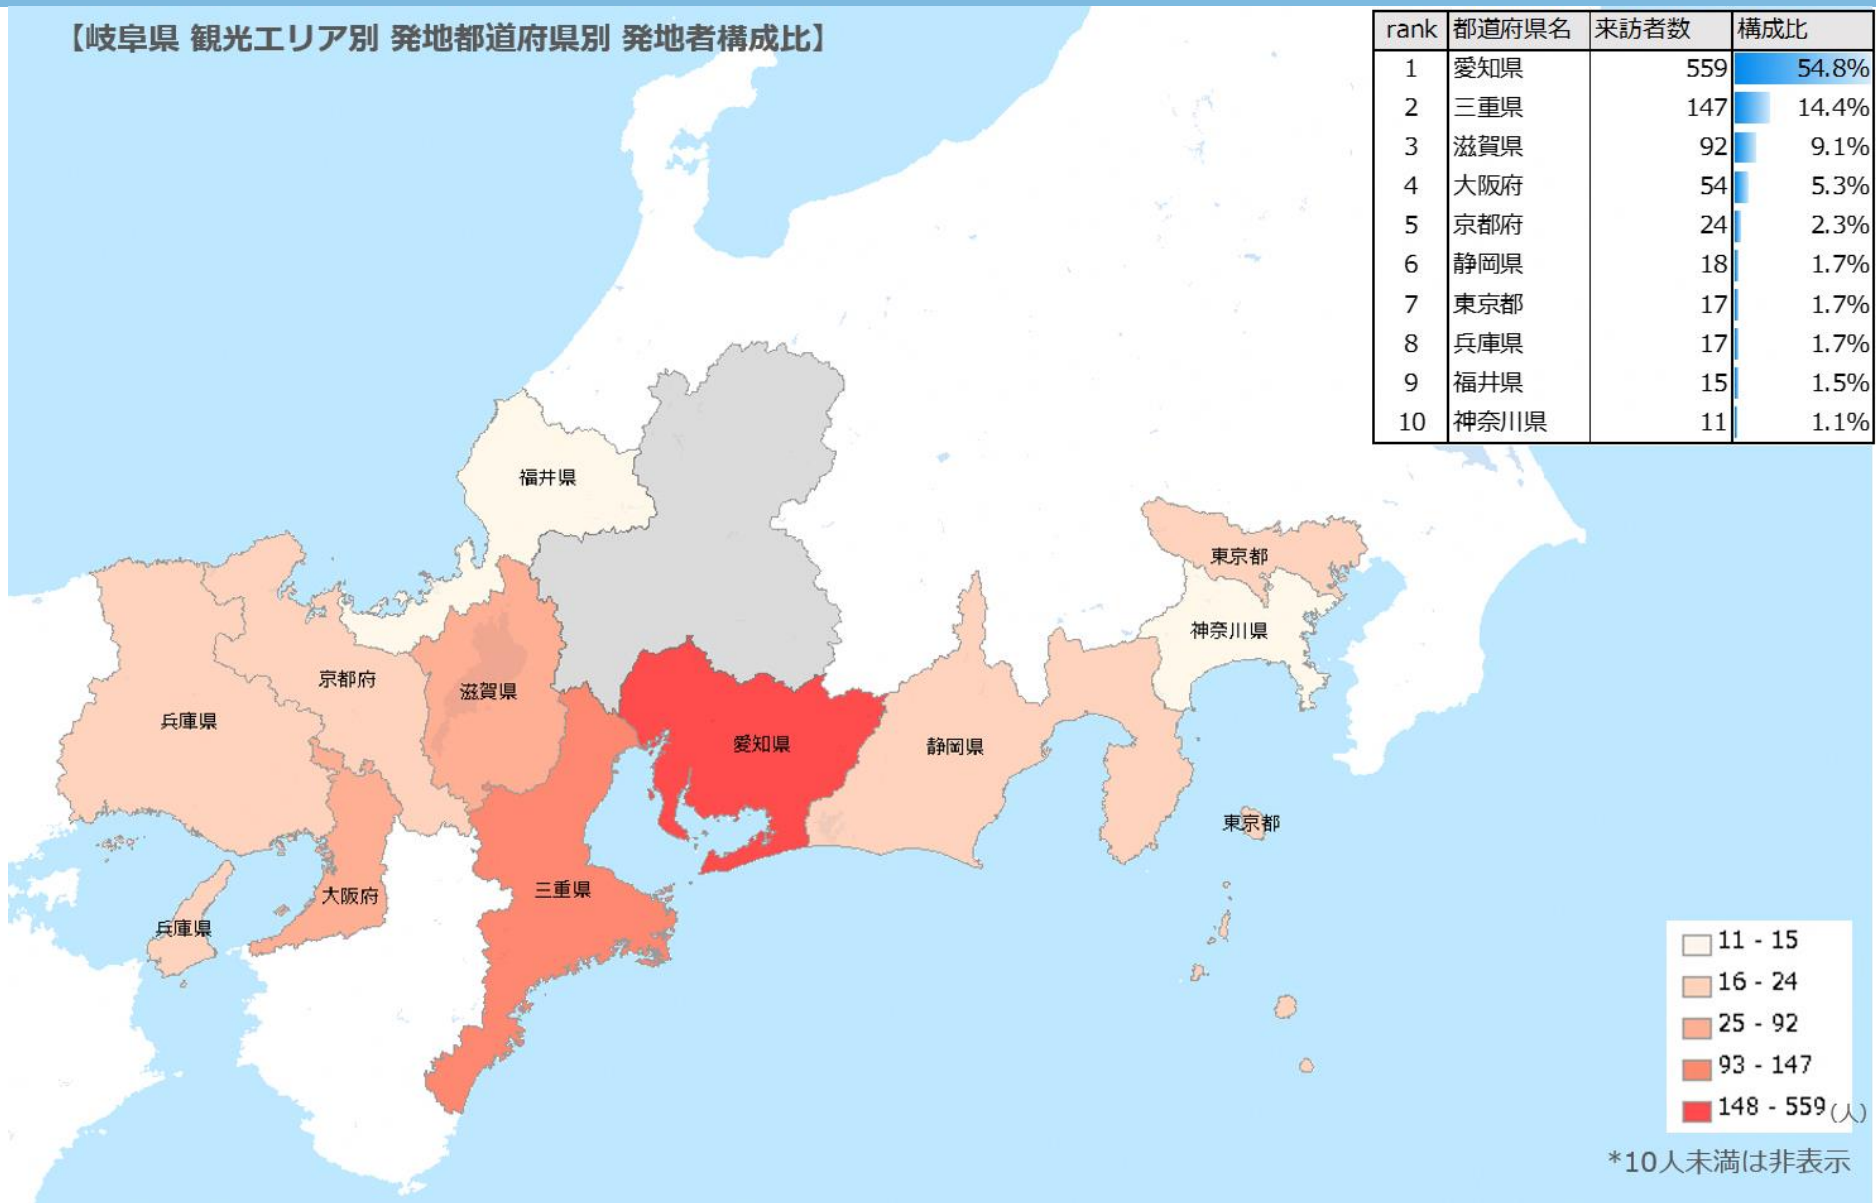 【岐阜県 観光エリア別 発地都道府県別 発地者構成比】
rank 都道府県名 来訪者数 構成比
1 愛知県 559 54.8%
2 三重県 147 14.4%
3 滋賀県 92 9.1%
4 大阪府 54 5.3%
5 京都府 24 2.3%
6 静岡県 18 1.7%
7 東京都 17 1.7%
8 兵庫県 17 1.7%
9 福井県 15 1.5%
10 神奈川県 11 1.1%
福井県
東京都
神奈川県
京都府
滋賀県
兵庫県
愛知県
静岡県
東京都
三重県
大阪府
兵庫県
11 - 15
16 - 24
25 - 92
93 - 147
148 - 559(人)
*10人未満は非表示